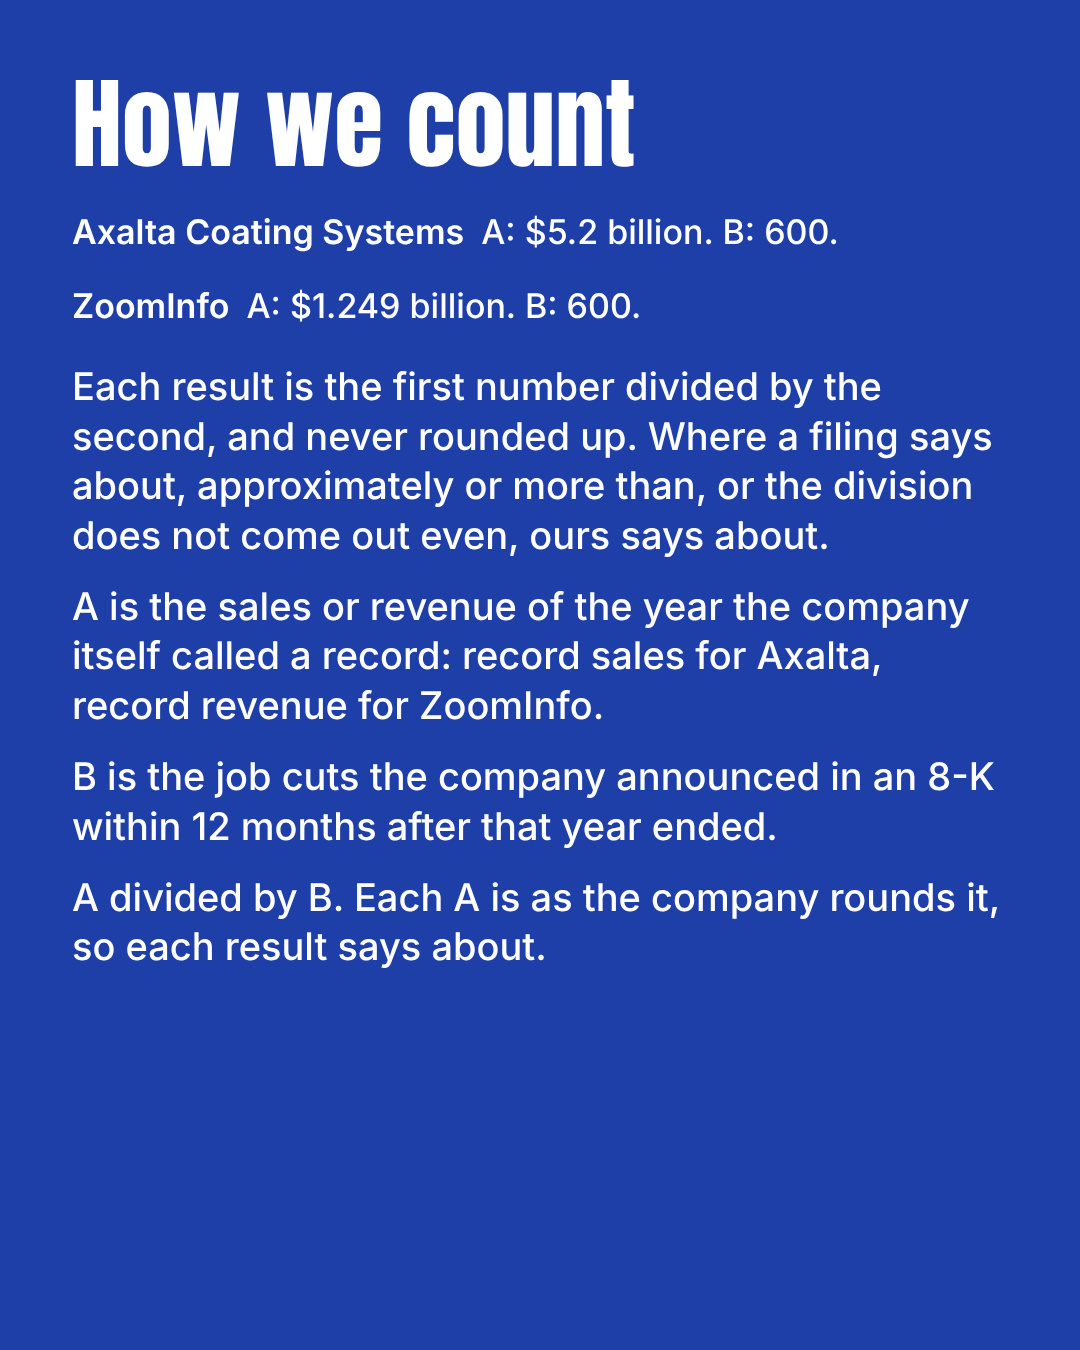 How we count
Axalta Coating Systems A: $5.2 billion. B: 600.
ZoomInfo A: $1.249 billion. B: 600.
Each result is the first number divided by the
second, and never rounded up. Where a filing says
about, approximately or more than, or the division
does not come out even, ours says about.
A is the sales or revenue of the year the company
itself called a record: record sales for Axalta,
record revenue for ZoomInfo.
B is the job cuts the company announced in an 8-K
within 12 months after that year ended.
A divided by B. Each A is as the company rounds it,
so each result says about.